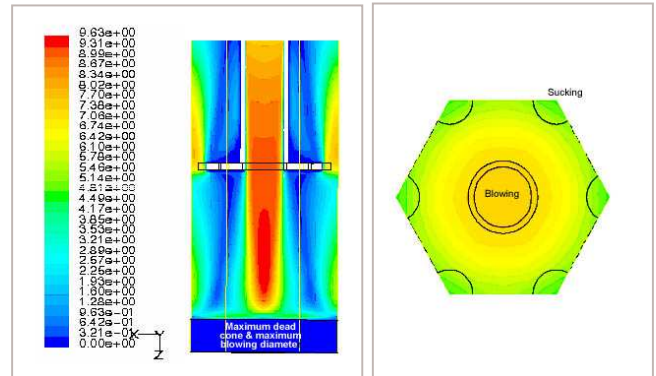 9.63e+00
9.31e+00
8.99e+00
8.67e+00
8.34e+00
8.02e+00
7.70e+00
7.38e+00
7.06e+00
6.74e+00
6.42e+00
6.10e+00
5.78e+00
5.46e+00
5.14e+00
4.81e+00
4.49e+00
4.17e+00
3.85e+00
3.53e+00
3.21e+00
2.89e+00
2.57e+00
2.25e+00
1.93e+00
1.60e+00
1.28e+00
9.63e-01
6.42e-01
3.21e-01
0.00e+00
X
Y
Z
Maximum dead
cone & maximum
blowing diamete
Sucking
Blowing